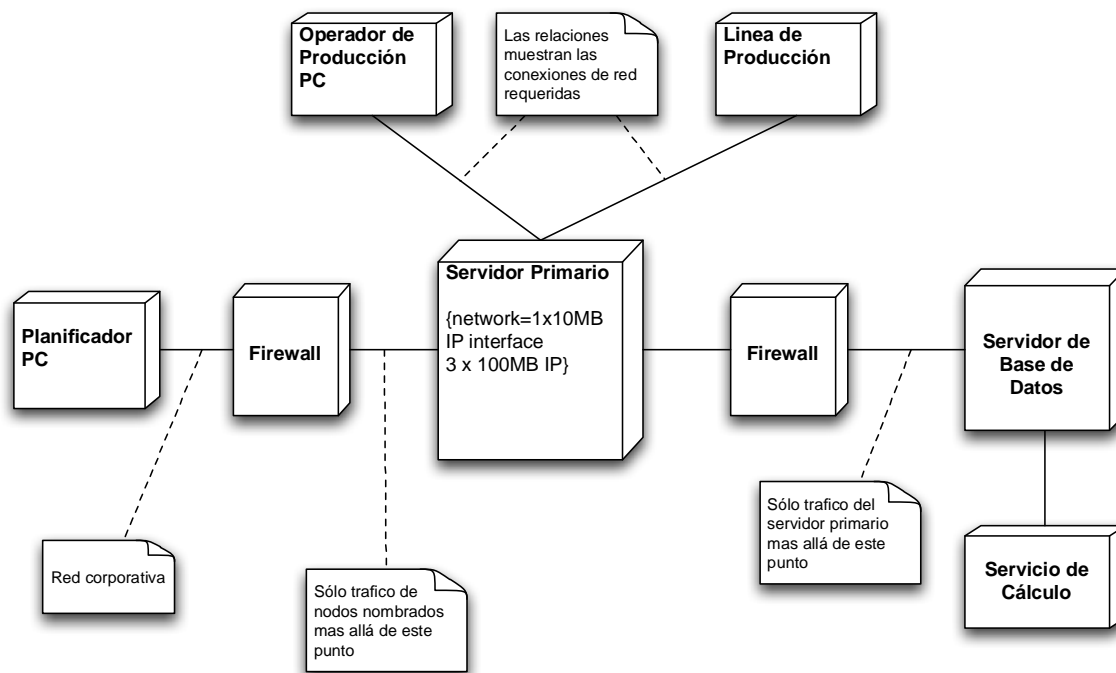 Operador de
Producción
PC
Las relaciones
muestran las
conexiones de red
requeridas
Linea de
Producción
Planificador
PC
Firewall
Servidor Primario
{network=1x10MB
IP interface
3 x 100MB IP}
Firewall
Servidor de
Base de
Datos
Red corporativa
Sólo trafico de
nodos nombrados
mas allá de este
punto
Sólo trafico del
servidor primario
mas allá de este
punto
Servicio de
Cálculo